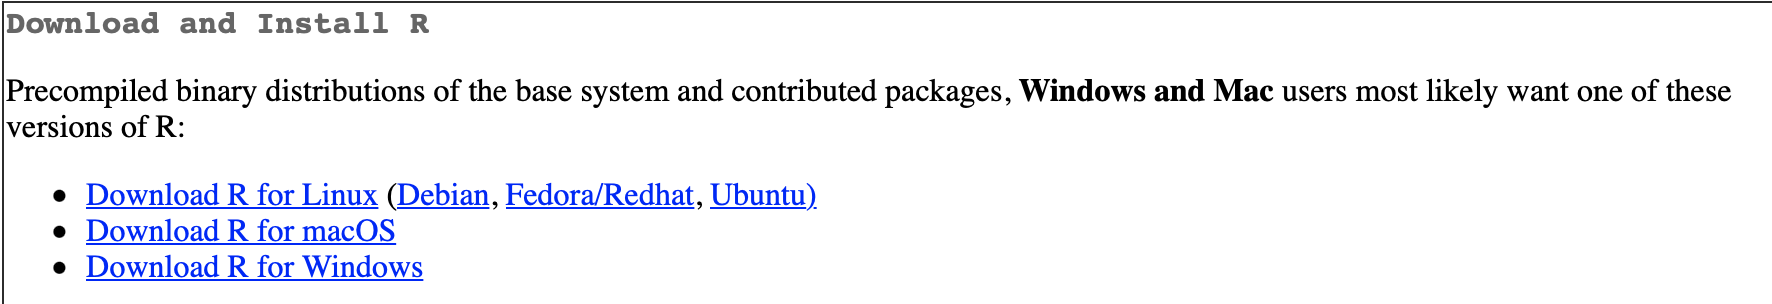 Download and Install R
Precompiled binary distributions of the base system and contributed packages, Windows and Mac users most likely want one of these
versions of R:
• Download R for Linux (Debian, Fedora/Redhat, Ubuntu)
• Download R for macOS
• Download R for Windows